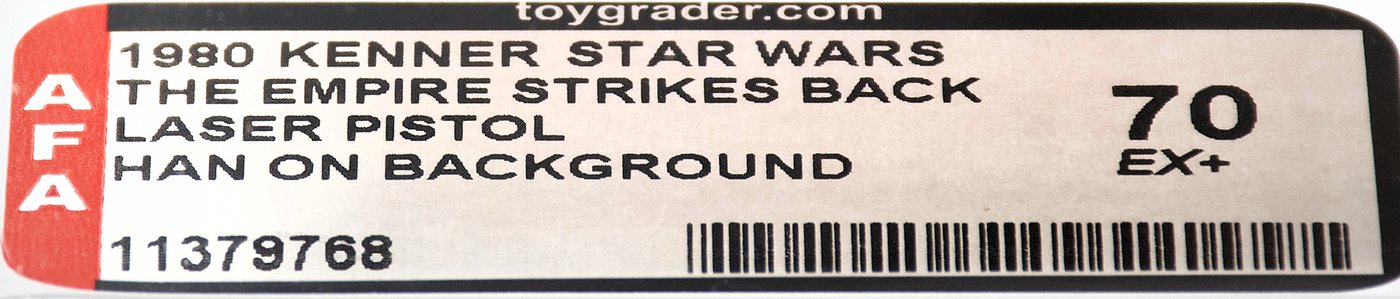 toygrader.com
AFA
1980 KENNER STAR WARS
THE EMPIRE STRIKES BACK
LASER PISTOL
HAN ON BACKGROUND
70
EX+
11379768